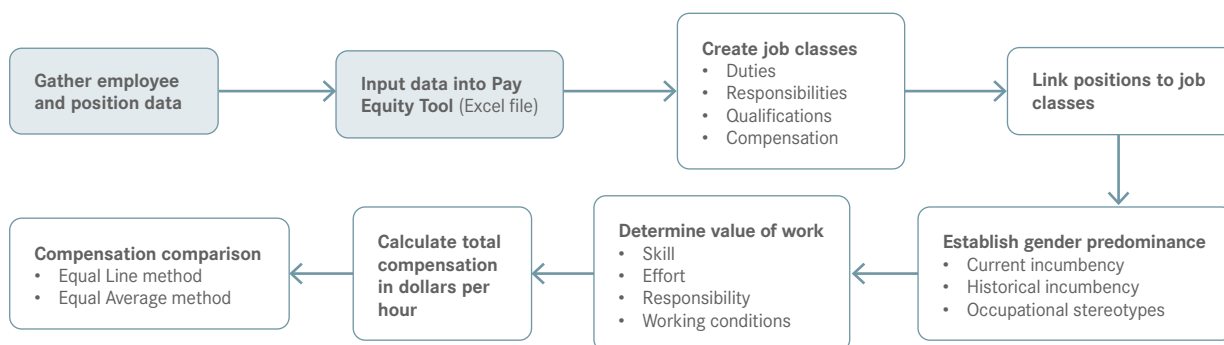 Gather employee
and position data
Input data into Pay
Equity Tool (Excel file)
Create job classes
• Duties
• Responsibilities
• Qualifications
• Compensation
Link positions to job
classes
Establish gender predominance
• Current incumbency
• Historical incumbency
• Occupational stereotypes
Determine value of work
• Skill
• Effort
• Responsibility
• Working conditions
Calculate total
compensation
in dollars per
hour
Compensation comparison
• Equal Line method
• Equal Average method